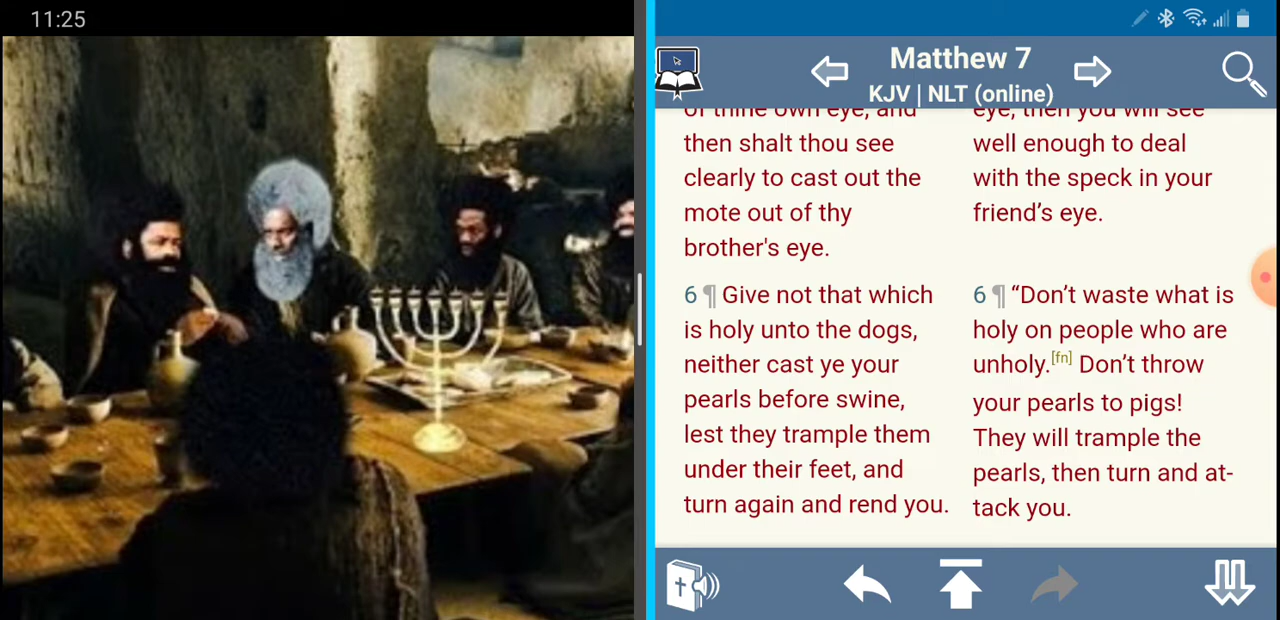 11:25
Matthew 7
KJV | NLT (online)
of thine own eye, and
then shalt thou see
clearly to cast out the
mote out of thy
brother's eye.
6 ¶ Give not that which
is holy unto the dogs,
neither cast ye your
pearls before swine,
lest they trample them
under their feet, and
turn again and rend you.
eye, then you will see
well enough to deal
with the speck in your
friend’s eye.
6 ¶ “Don’t waste what is
holy on people who are
unholy.[fn] Don’t throw
your pearls to pigs!
They will trample the
pearls, then turn and at-
tack you.